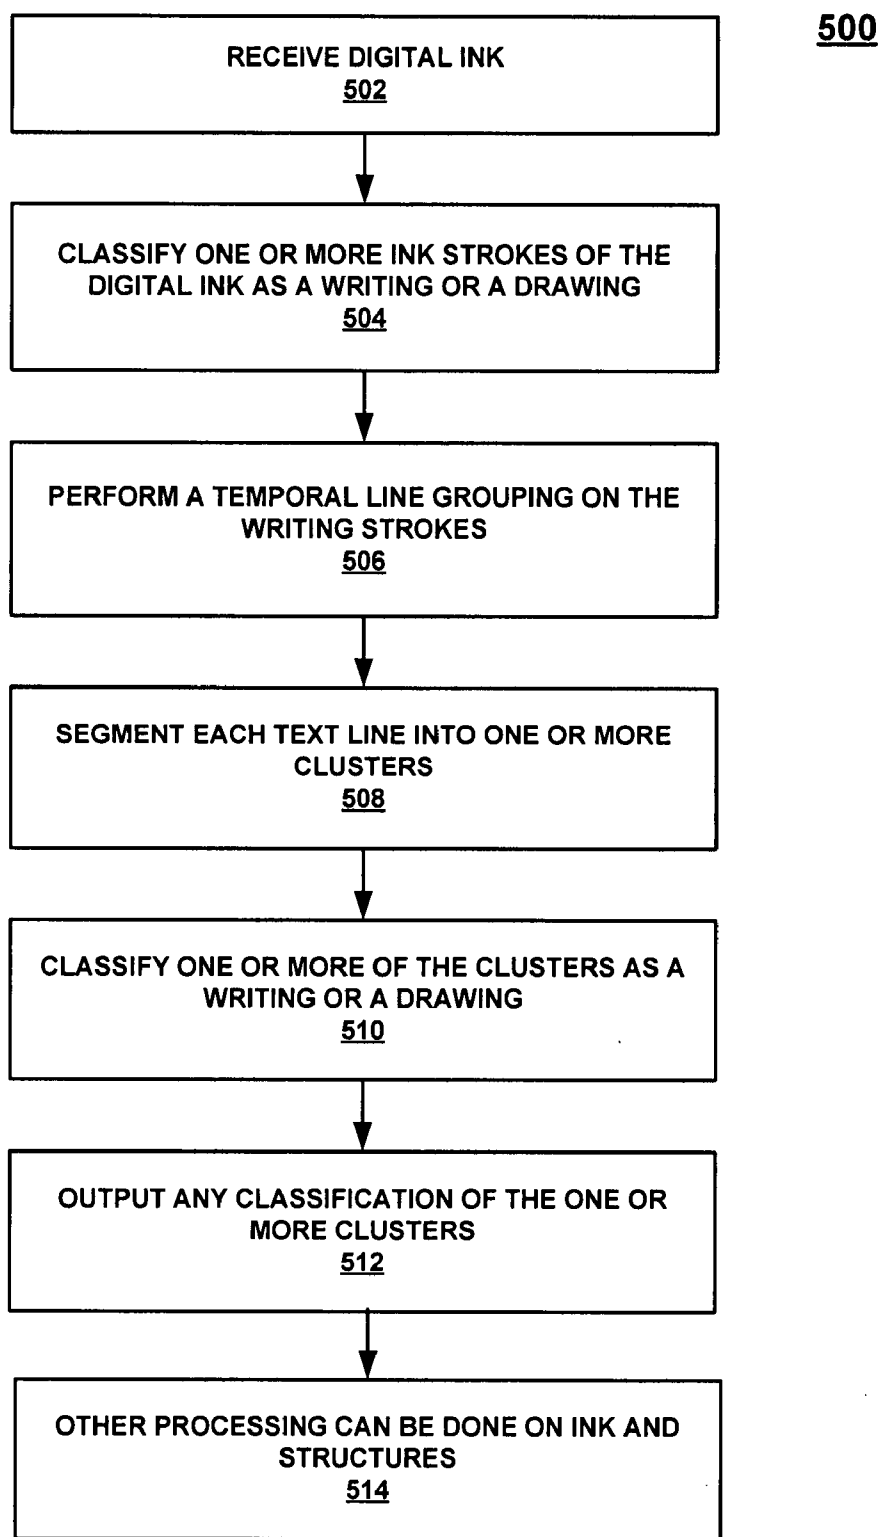 500
RECEIVE DIGITAL INK
502
CLASSIFY ONE OR MORE INK STROKES OF THE
DIGITAL INK AS A WRITING OR A DRAWING
504
PERFORM A TEMPORAL LINE GROUPING ON THE
WRITING STROKES
506
SEGMENT EACH TEXT LINE INTO ONE OR MORE
CLUSTERS
508
CLASSIFY ONE OR MORE OF THE CLUSTERS AS A
WRITING OR A DRAWING
510
OUTPUT ANY CLASSIFICATION OF THE ONE OR
MORE CLUSTERS
512
OTHER PROCESSING CAN BE DONE ON INK AND
STRUCTURES
514